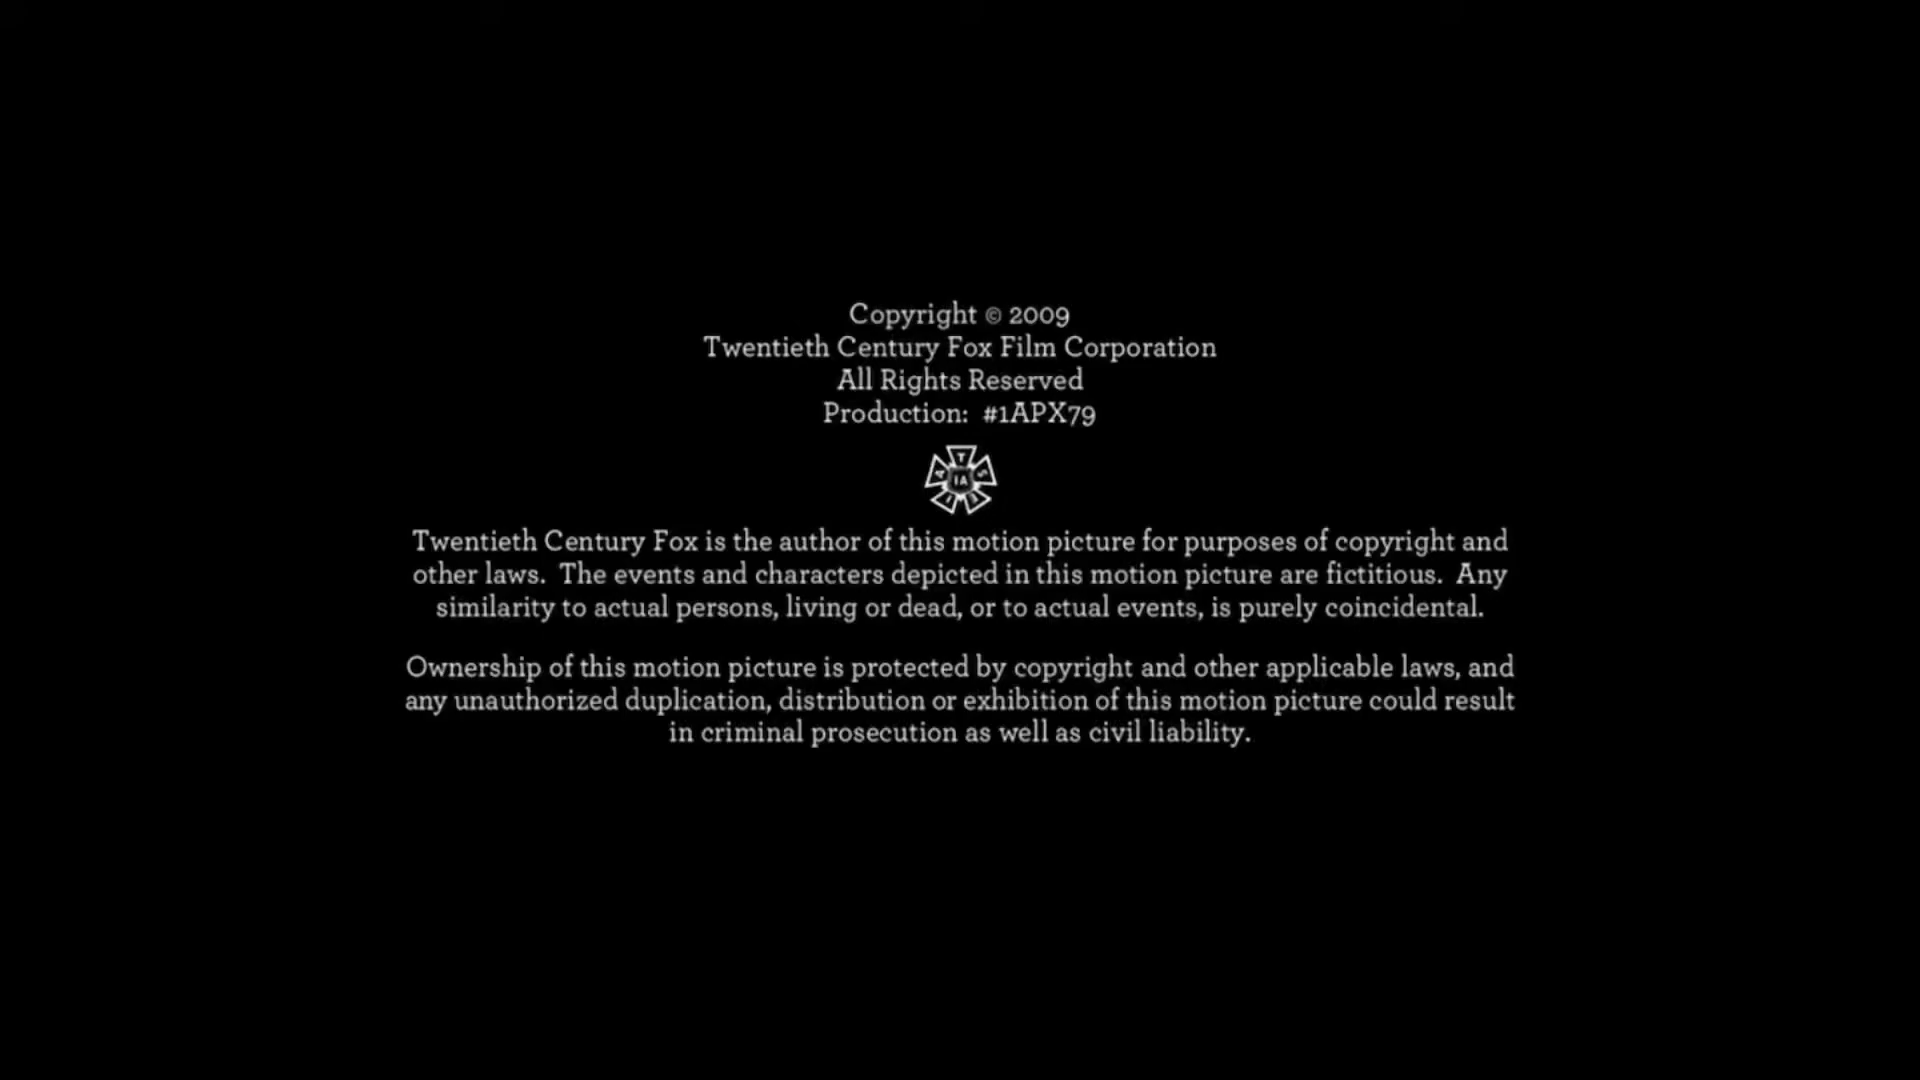 Copyright © 2009
Twentieth Century Fox Film Corporation
All Rights Reserved
Production:  #1APX79
I A T S E
IA
Twentieth Century Fox is the author of this motion picture for purposes of copyright and
other laws.  The events and characters depicted in this motion picture are fictitious.  Any
similarity to actual persons, living or dead, or to actual events, is purely coincidental.
Ownership of this motion picture is protected by copyright and other applicable laws, and
any unauthorized duplication, distribution or exhibition of this motion picture could result
in criminal prosecution as well as civil liability.